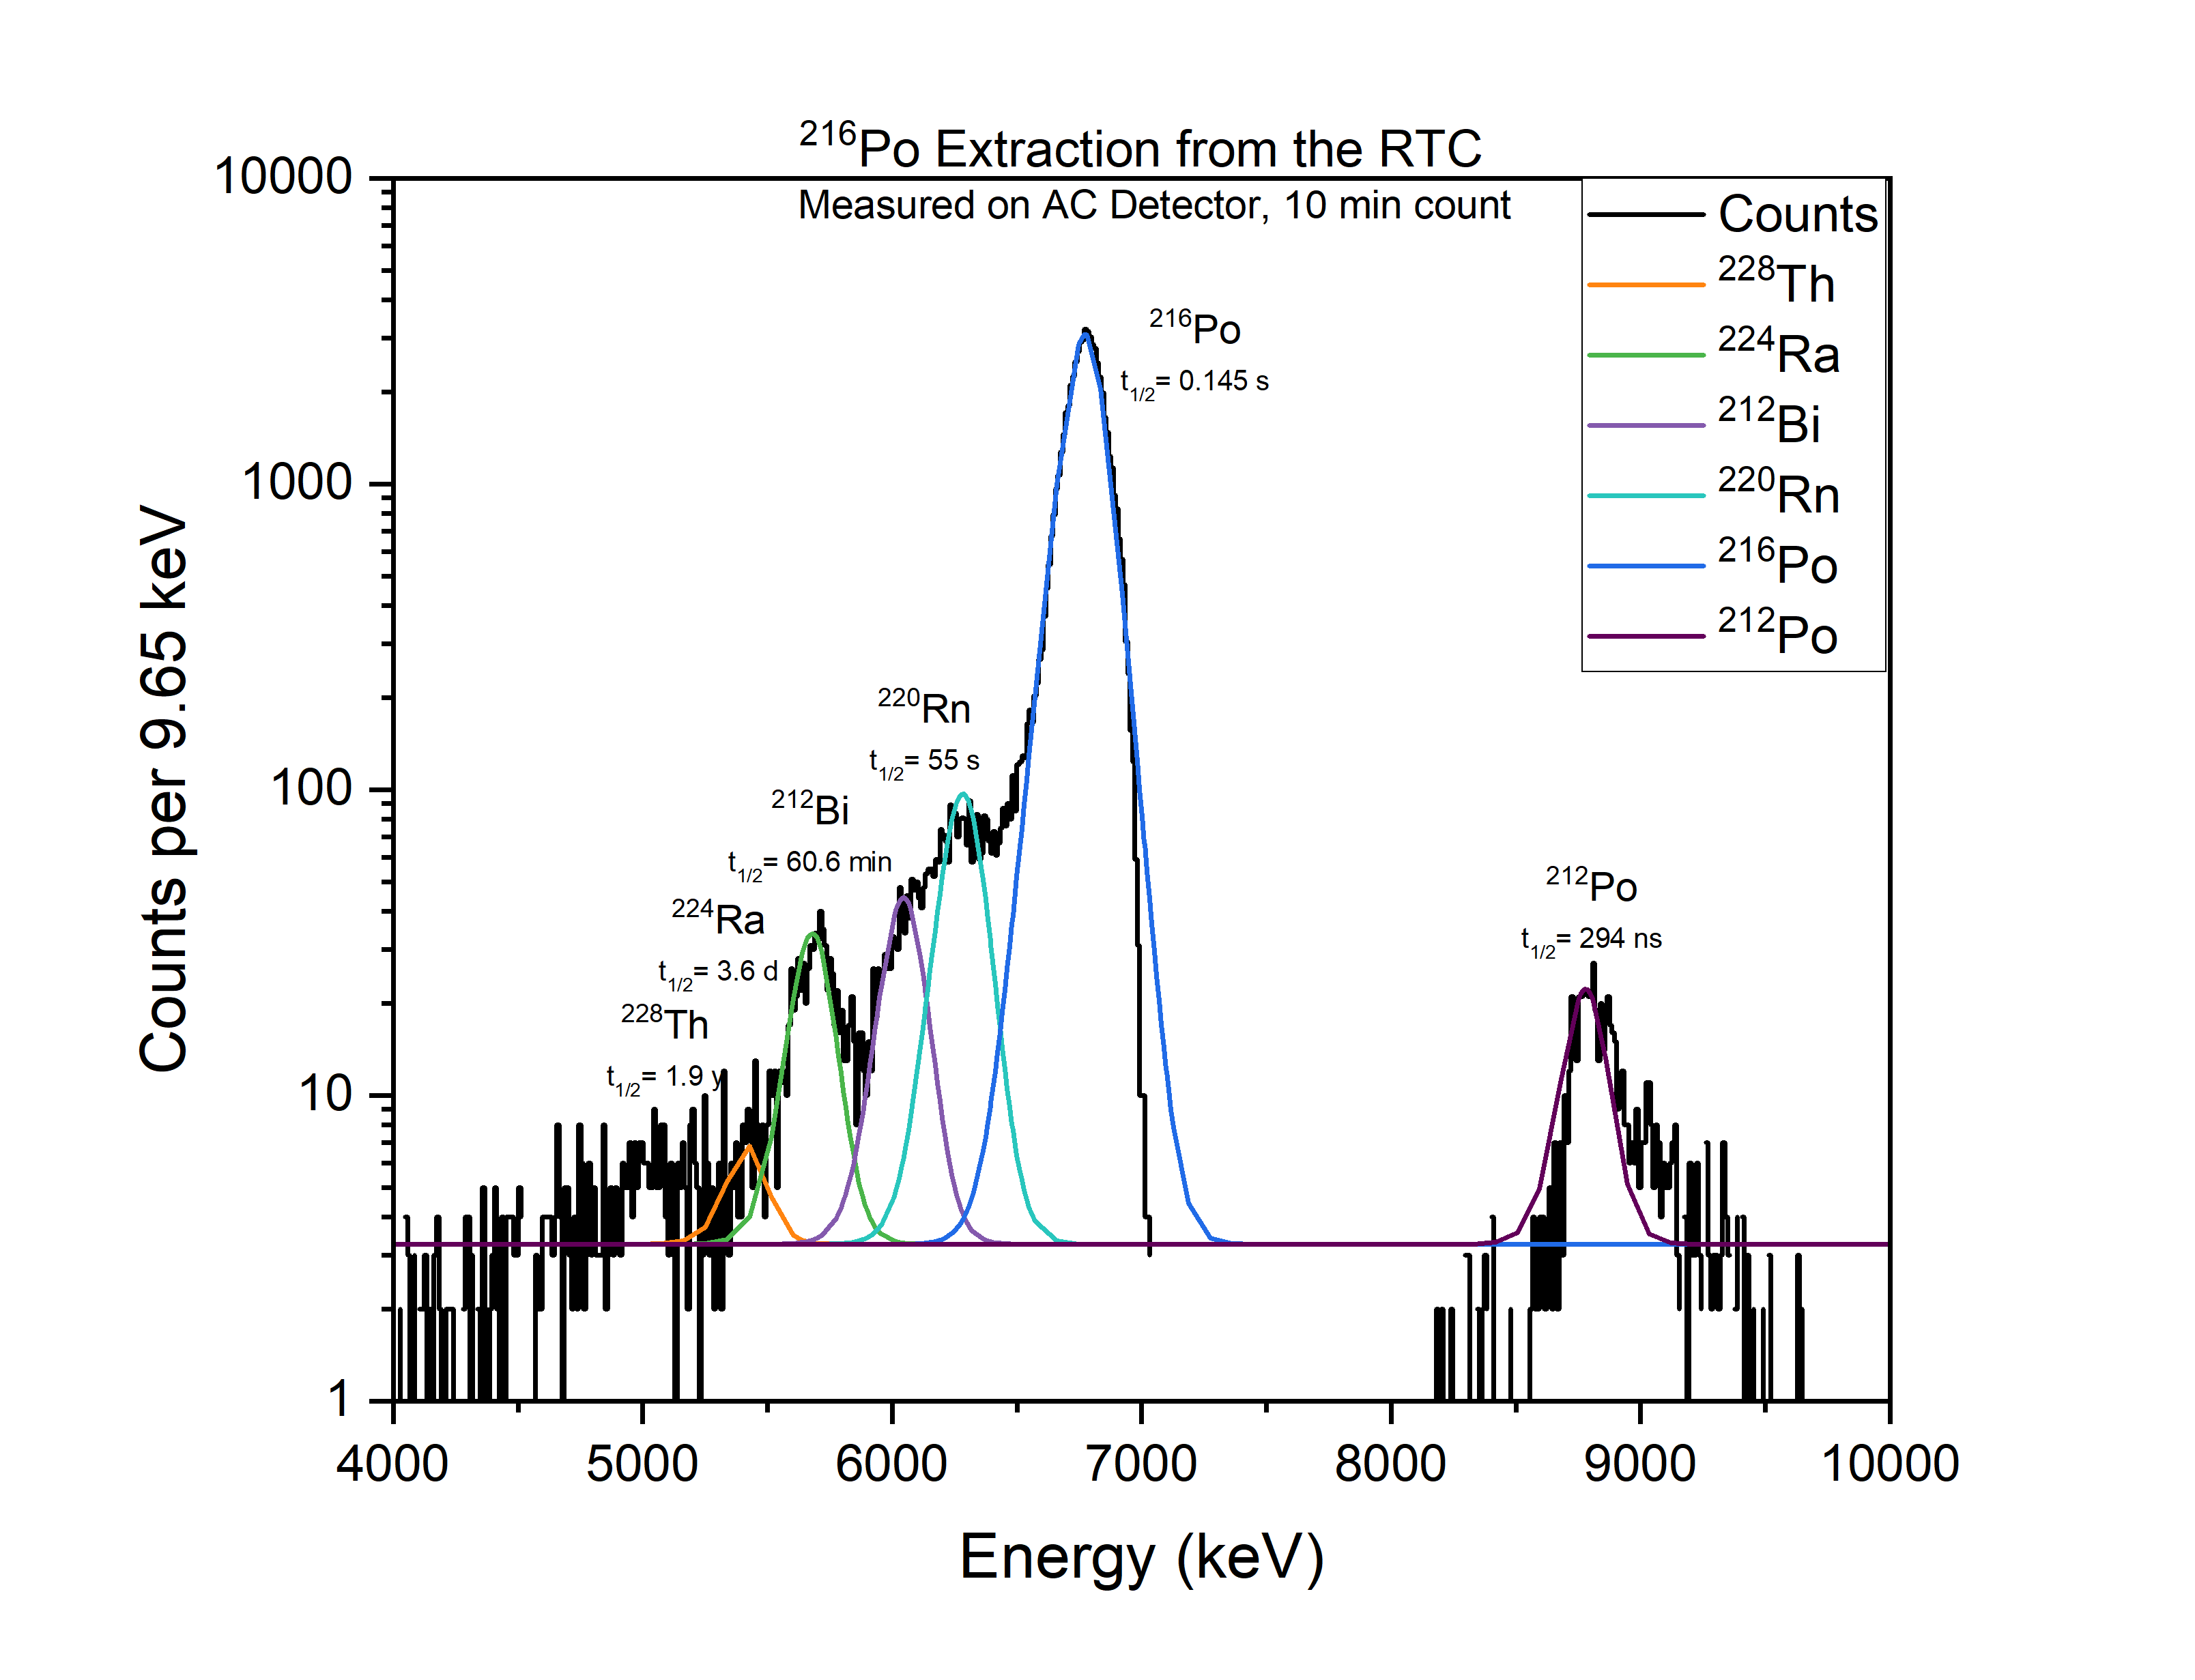 ²¹⁶Po Extraction from the RTC
Measured on AC Detector, 10 min count
Counts
²²⁸Th
²²⁴Ra
²¹²Bi
²²⁰Rn
²¹⁶Po
²¹²Po
²¹⁶Po
t₁/₂= 0.145 s
²²⁰Rn
t₁/₂= 55 s
²¹²Bi
t₁/₂= 60.6 min
²²⁴Ra
t₁/₂= 3.6 d
²²⁸Th
t₁/₂= 1.9 y
²¹²Po
t₁/₂= 294 ns
Counts per 9.65 keV
10000
1000
100
10
1
4000 5000 6000 7000 8000 9000 10000
Energy (keV)